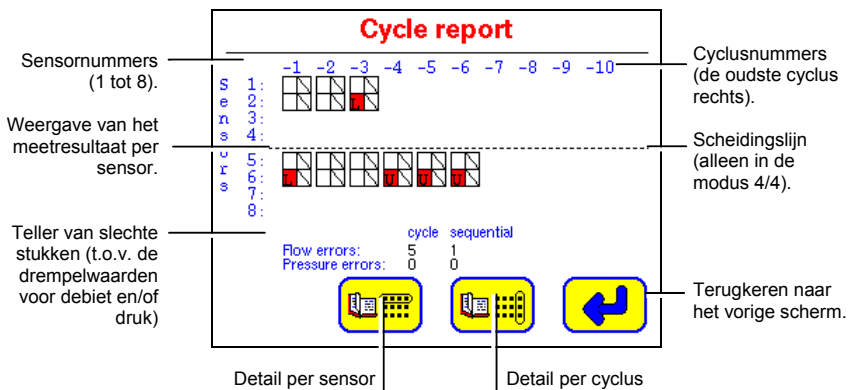 Cycle report
-1 -2 -3 -4 -5 -6 -7 -8 -9 -10
Sensors
1:
2: L
3:
4:
5:
6: L U U U
7:
8:
cycle sequential
Flow errors: 5 1
Pressure errors: 0 0
Sensornummers
(1 tot 8).
Weergave van het
meetresultaat per
sensor.
Teller van slechte
stukken (t.o.v. de
drempelwaarden
voor debiet en/of
druk)
Cyclusnummers
(de oudste cyclus
rechts).
Scheidingslijn
(alleen in de
modus 4/4).
Terugkeren naar
het vorige scherm.
Detail per sensor
Detail per cyclus